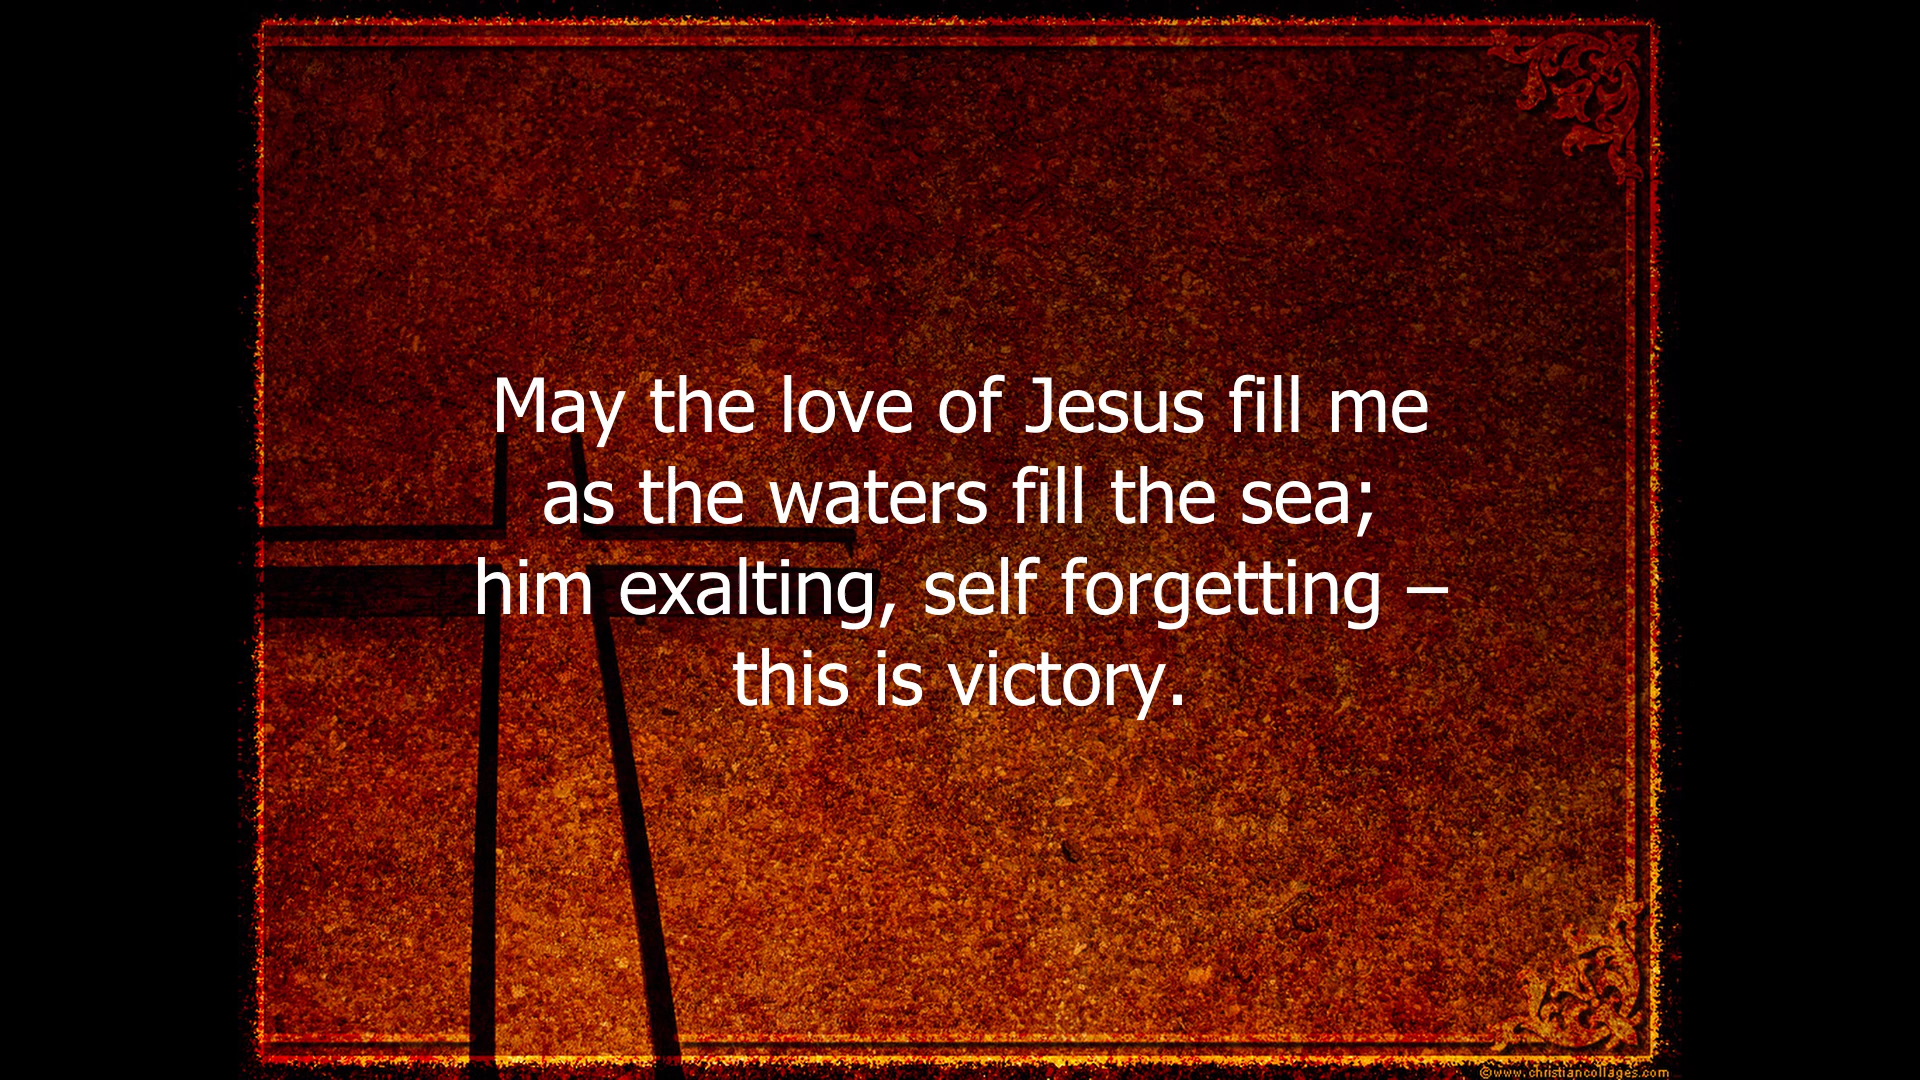 May the love of Jesus fill me
as the waters fill the sea;
him exalting, self forgetting –
this is victory.
©www.christiancollages.com